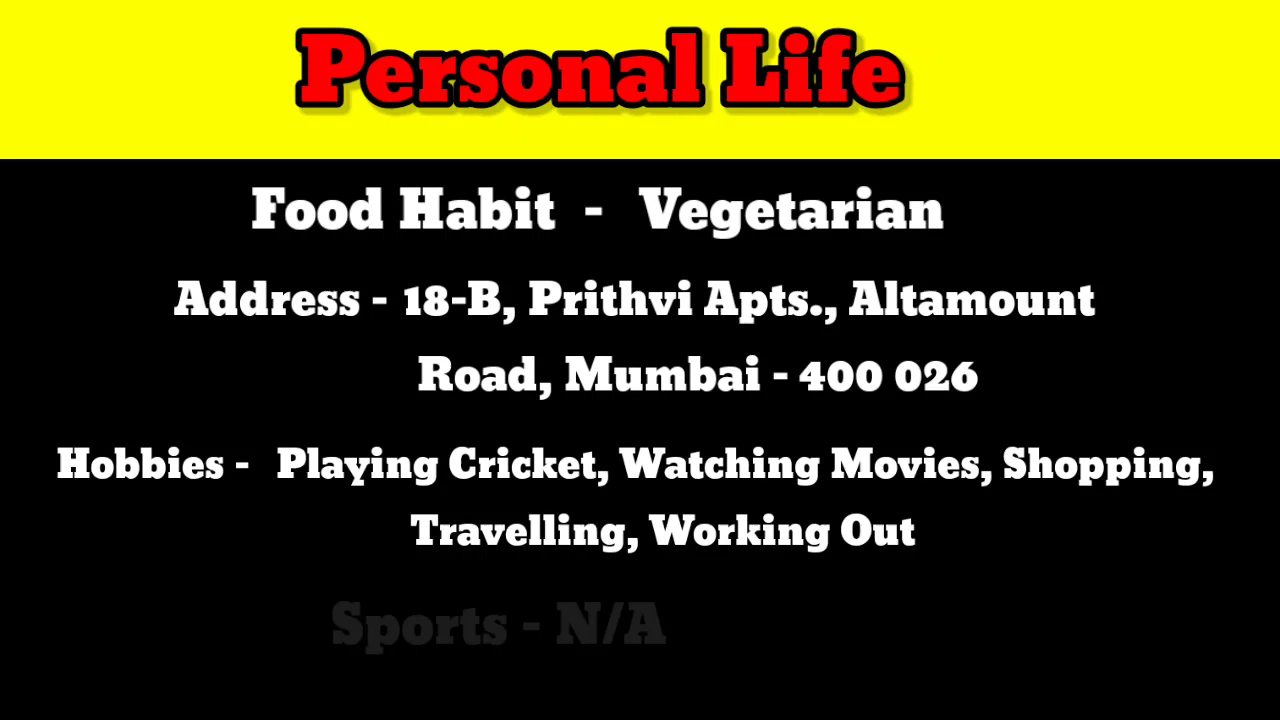 Personal Life
Food Habit - Vegetarian
Address - 18-B, Prithvi Apts., Altamount
Road, Mumbai - 400 026
Hobbies - Playing Cricket, Watching Movies, Shopping,
Travelling, Working Out
Sports - N/A